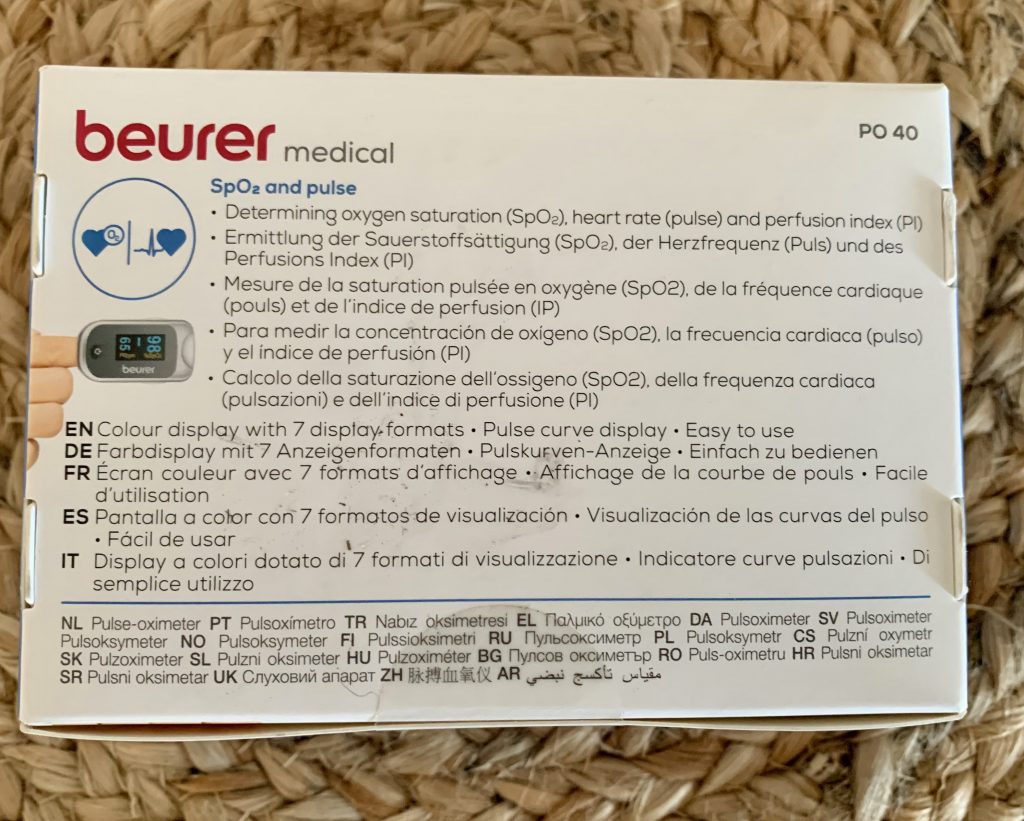 beurer medical
PO 40
SpO₂ and pulse
• Determining oxygen saturation (SpO₂), heart rate (pulse) and perfusion index (PI)
• Ermittlung der Sauerstoffsättigung (SpO₂), der Herzfrequenz (Puls) und des
Perfusions Index (PI)
• Mesure de la saturation pulsée en oxygène (SpO2), de la fréquence cardiaque
(pouls) et de l'indice de perfusion (IP)
• Para medir la concentración de oxígeno (SpO2), la frecuencia cardiaca (pulso)
y el índice de perfusión (PI)
• Calcolo della saturazione dell'ossigeno (SpO2), della frequenza cardiaca
(pulsazioni) e dell'indice di perfusione (PI)
O₂
98
65
%SpO₂
PRbpm
beurer
EN Colour display with 7 display formats • Pulse curve display • Easy to use
DE Farbdisplay mit 7 Anzeigenformaten • Pulskurven-Anzeige • Einfach zu bedienen
FR Écran couleur avec 7 formats d'affichage • Affichage de la courbe de pouls • Facile
d'utilisation
ES Pantalla a color con 7 formatos de visualización • Visualización de las curvas del pulso
• Fácil de usar
IT Display a colori dotato di 7 formati di visualizzazione • Indicatore curve pulsazioni • Di
semplice utilizzo
NL Pulse-oximeter PT Pulsoxímetro TR Nabız oksimetresi EL Παλμικό οξύμετρο DA Pulsoximeter SV Pulsoximeter
Pulsoksymeter NO Pulsoksymeter FI Pulssioksimetri RU Пульсоксиметр PL Pulsoksymetr CS Pulzní oxymetr
SK Pulzoximeter SL Pulzni oksimeter HU Pulzoximéter BG Пулсов оксиметър RO Puls-oximetru HR Pulsni oksimetar
SR Pulsni oksimetar UK Слуховий апарат ZH 脉搏血氧仪 AR مقياس تأكسج نبضي